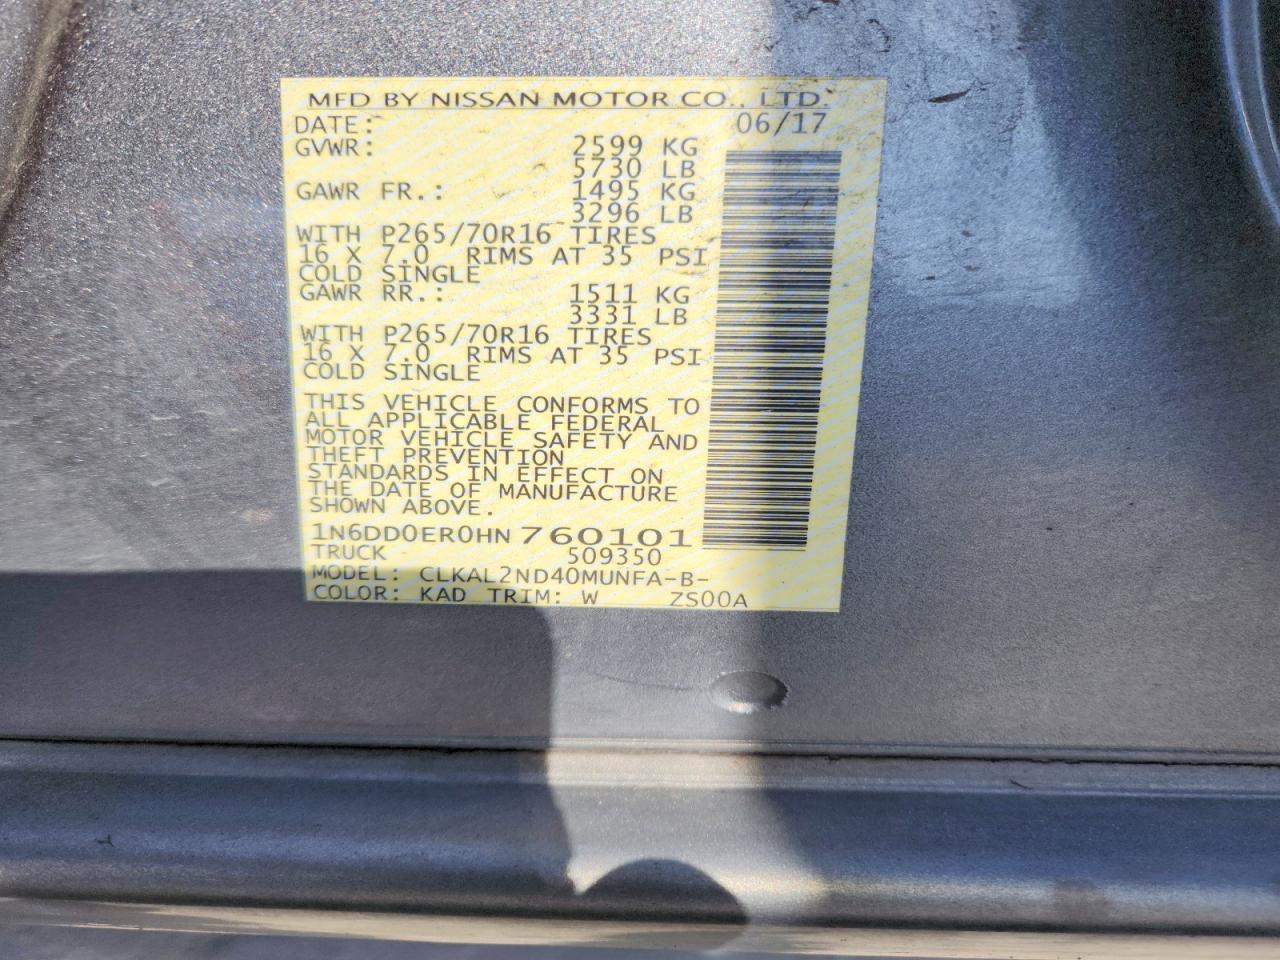 MFD BY NISSAN MOTOR CO., LTD.
DATE: 06/17
GVWR: 2599 KG
5730 LB
GAWR FR.: 1495 KG
3296 LB
WITH P265/70R16 TIRES
16 X 7.0 RIMS AT 35 PSI
COLD SINGLE
GAWR RR.: 1511 KG
3331 LB
WITH P265/70R16 TIRES
16 X 7.0 RIMS AT 35 PSI
COLD SINGLE
THIS VEHICLE CONFORMS TO
ALL APPLICABLE FEDERAL
MOTOR VEHICLE SAFETY AND
THEFT PREVENTION
STANDARDS IN EFFECT ON
THE DATE OF MANUFACTURE
SHOWN ABOVE.
1N6DD0ER0HN760101
TRUCK 509350
MODEL: CLKAL2ND40MUNFA-B-
COLOR: KAD TRIM: W ZS00A